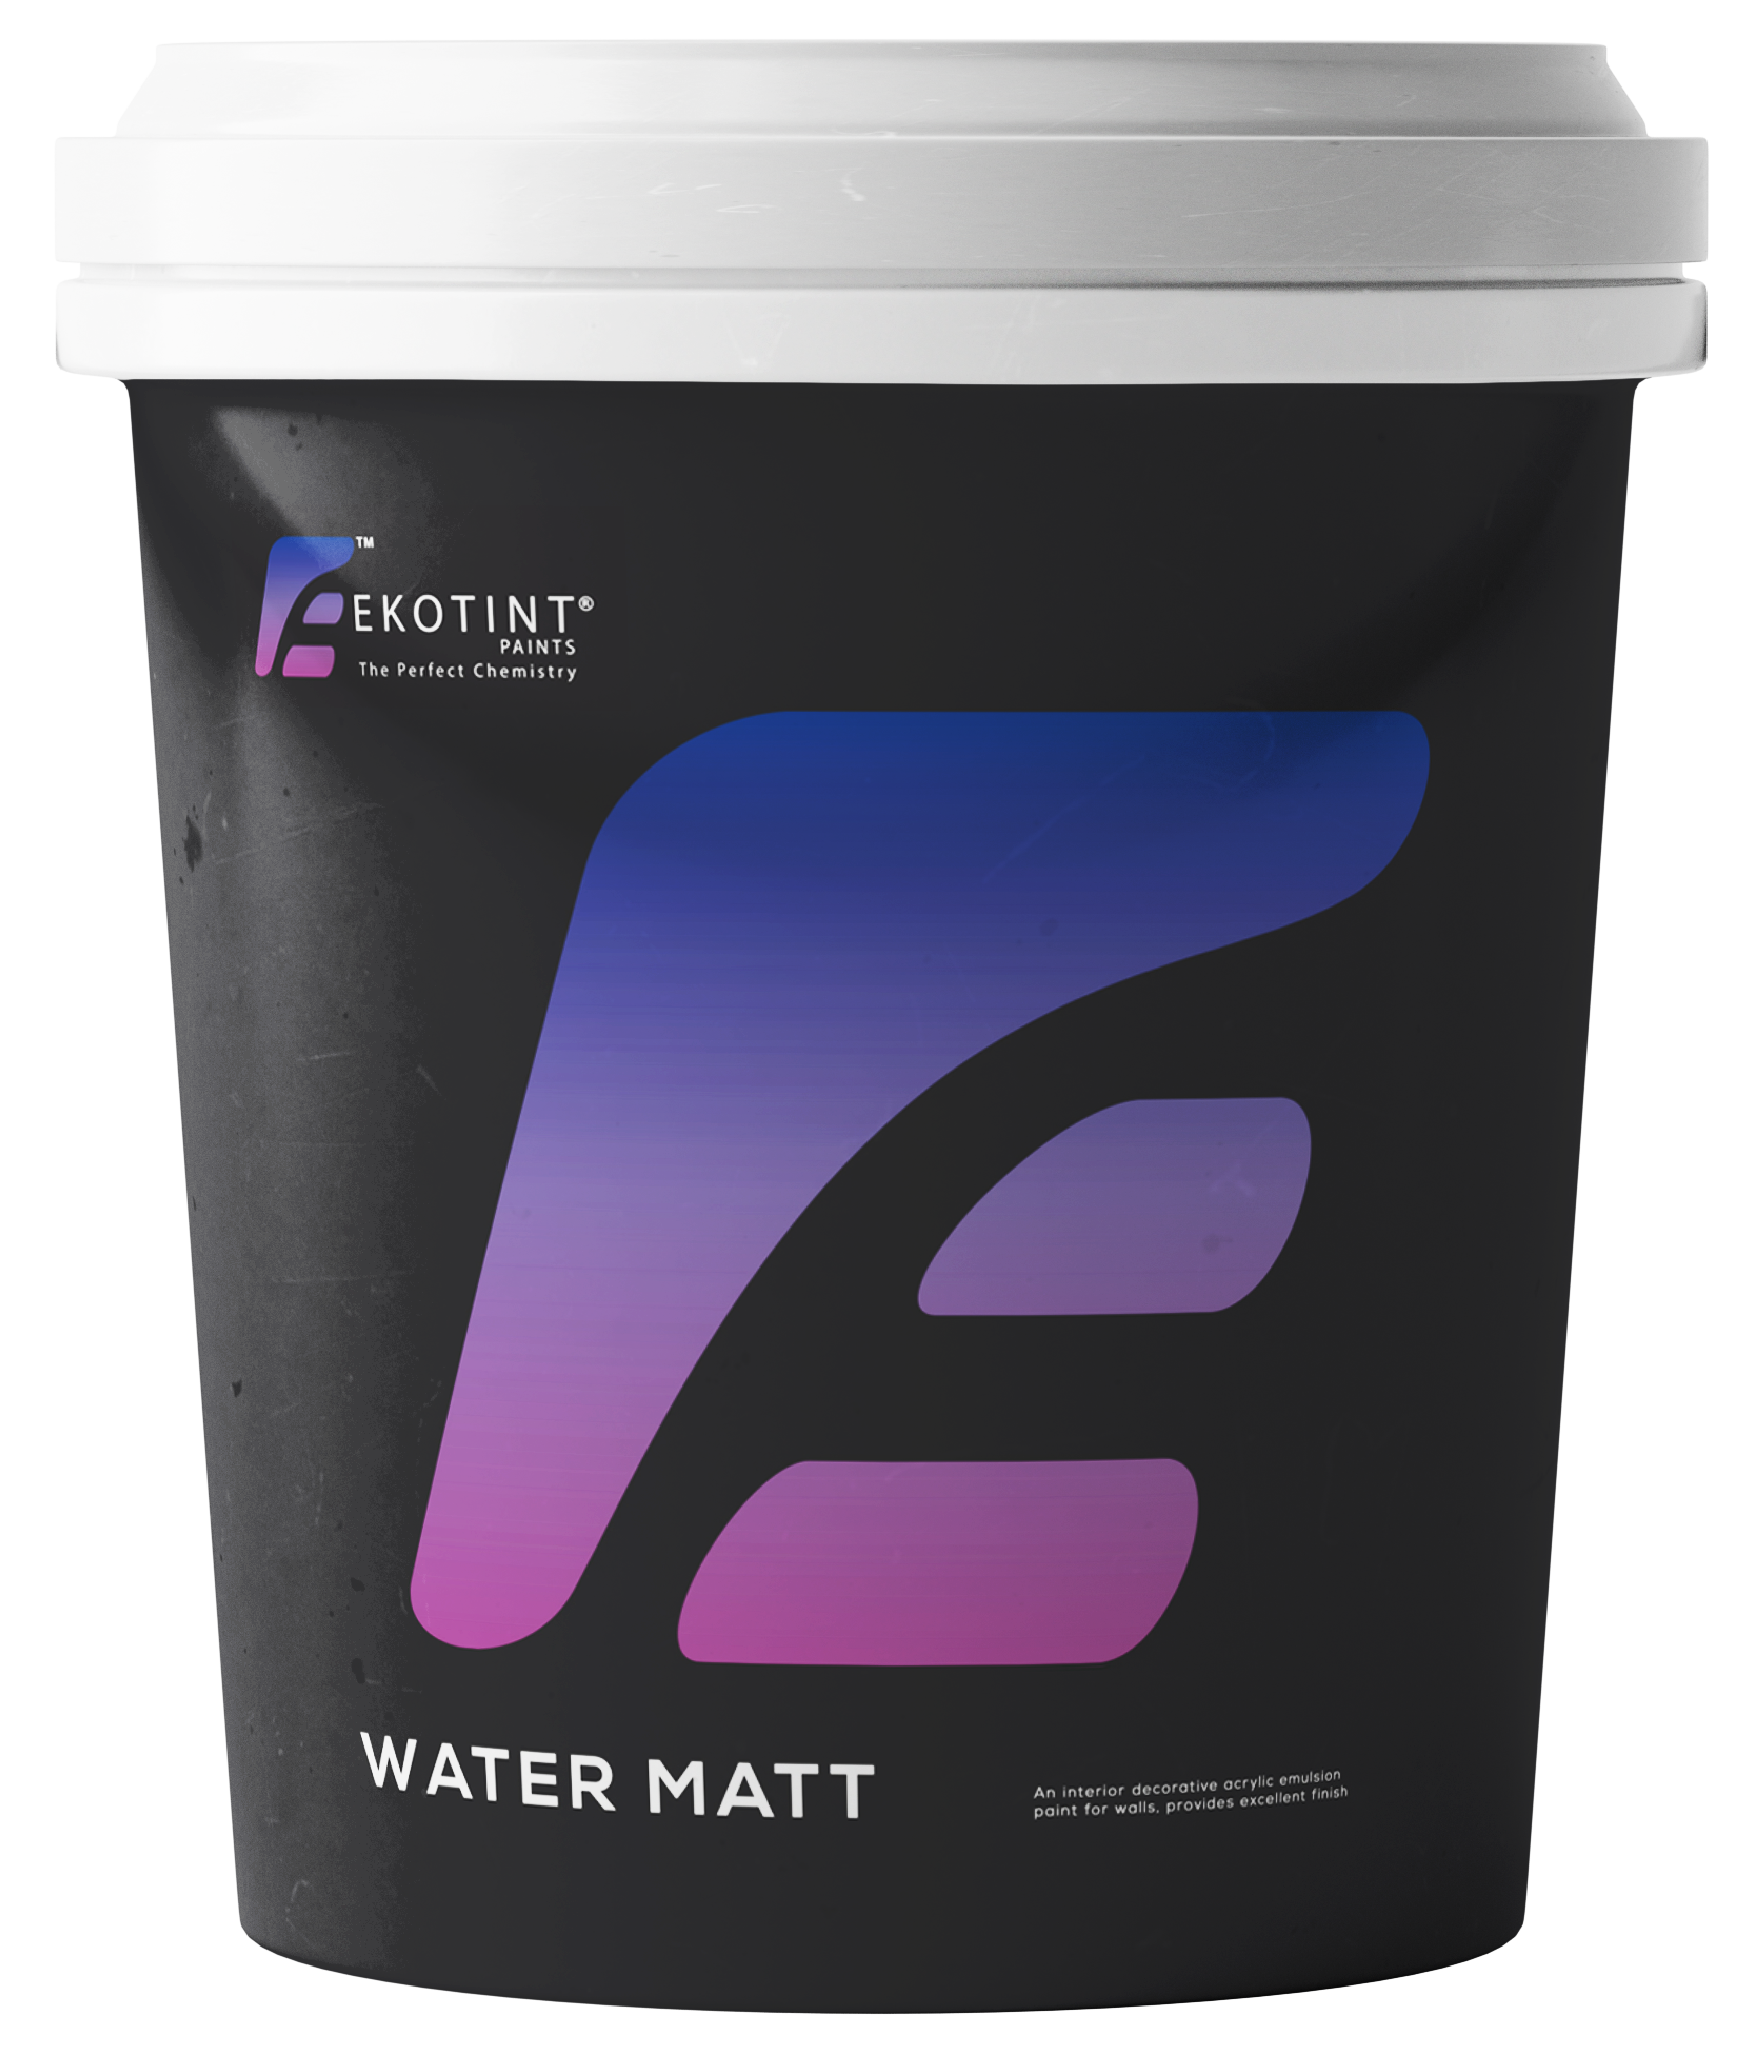 ™
EKOTINT®
PAINTS
The Perfect Chemistry
WATER MATT
An interior decorative acrylic emulsion
paint for walls, provides excellent finish